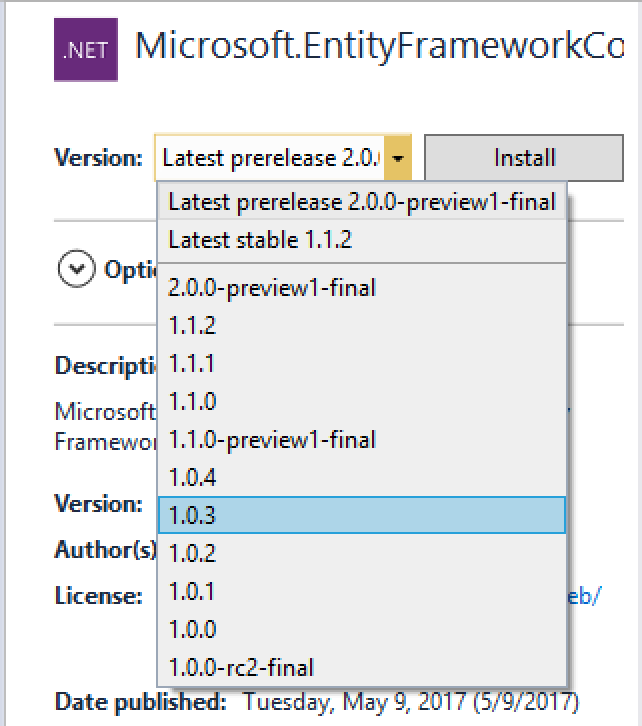 .NET
Microsoft.EntityFrameworkCo
Version: Latest prerelease 2.0. Install
Latest prerelease 2.0.0-preview1-final
Latest stable 1.1.2
Optio
2.0.0-preview1-final
1.1.2
1.1.1
Descripti
1.1.0
Microsoft
1.1.0-preview1-final
Framewor
1.0.4
Version:
1.0.3
Author(s)
1.0.2
License: 1.0.1 eb/
1.0.0
1.0.0-rc2-final
Date published: Tuesday, May 9, 2017 (5/9/2017)